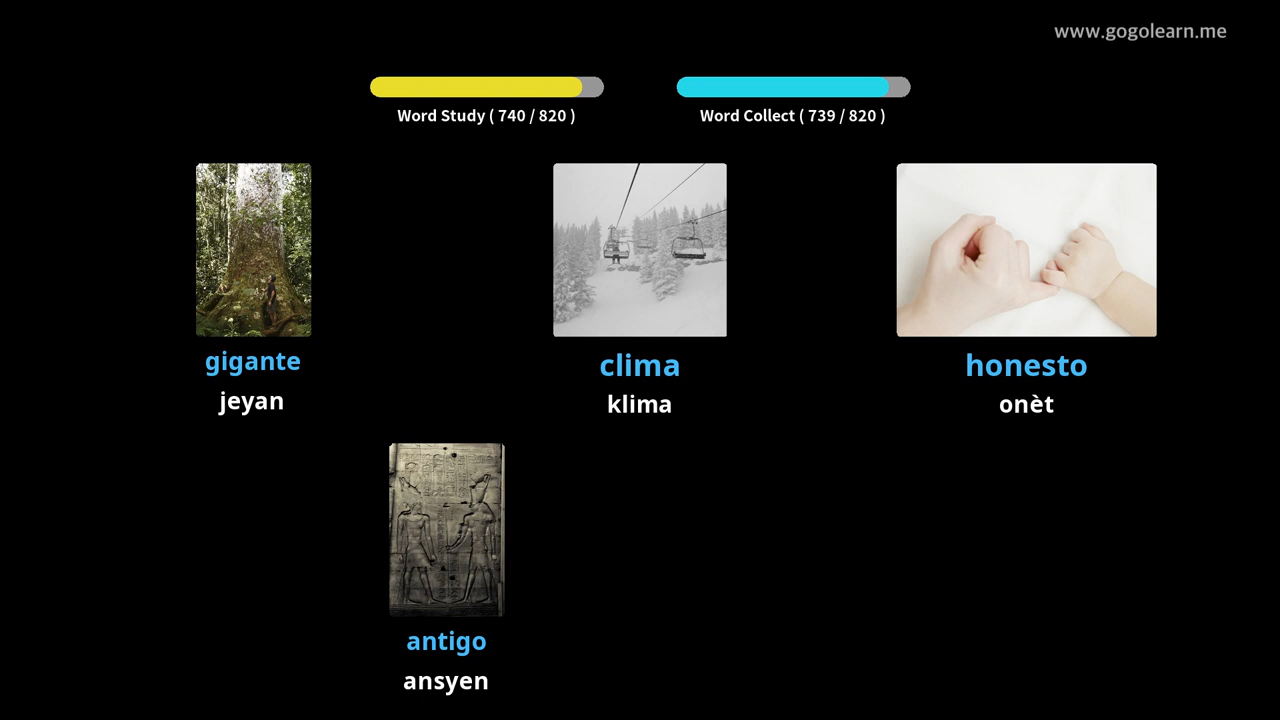 www.gogolearn.me
Word Study ( 740 / 820 )
Word Collect ( 739 / 820 )
gigante
jeyan
clima
klima
honesto
onèt
antigo
ansyen